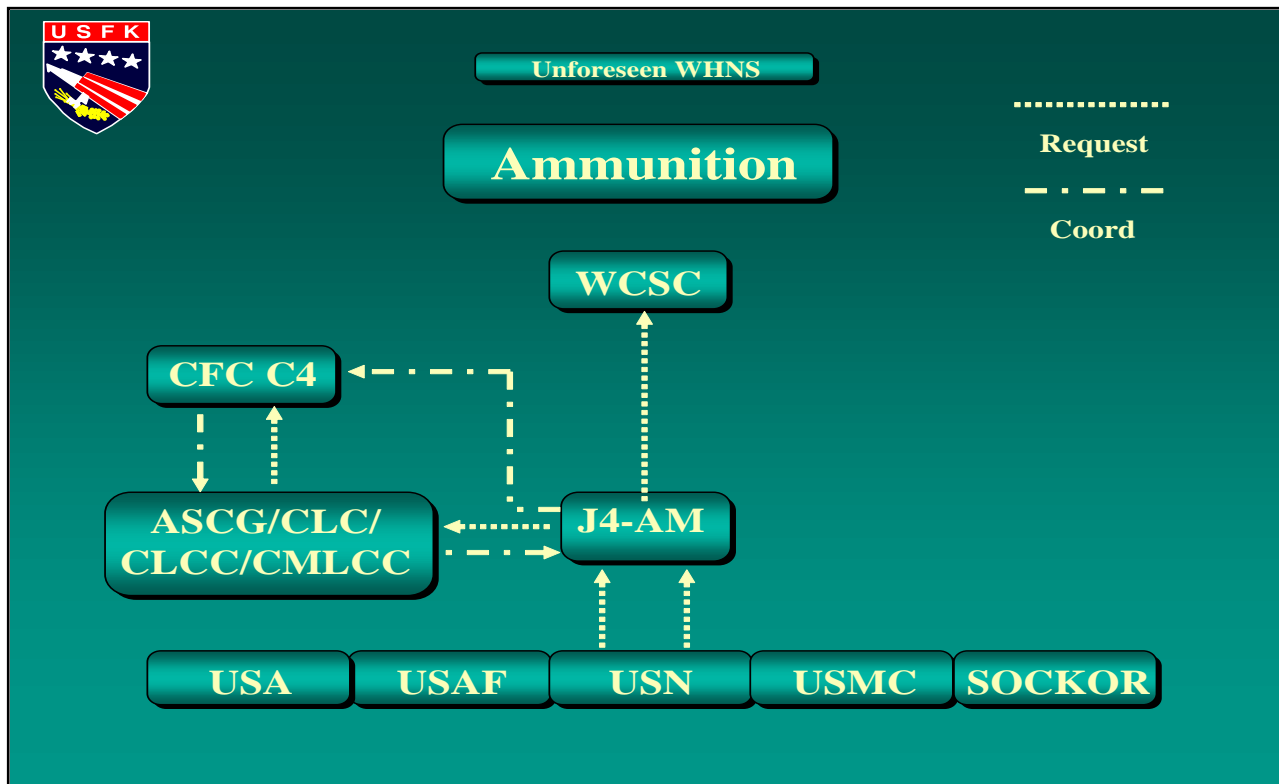 USFK
Unforeseen WHNS
Ammunition
Request
Coord
WCSC
CFC C4
ASCG/CLC/
CLCC/CMLCC
J4-AM
USA
USAF
USN
USMC
SOCKOR